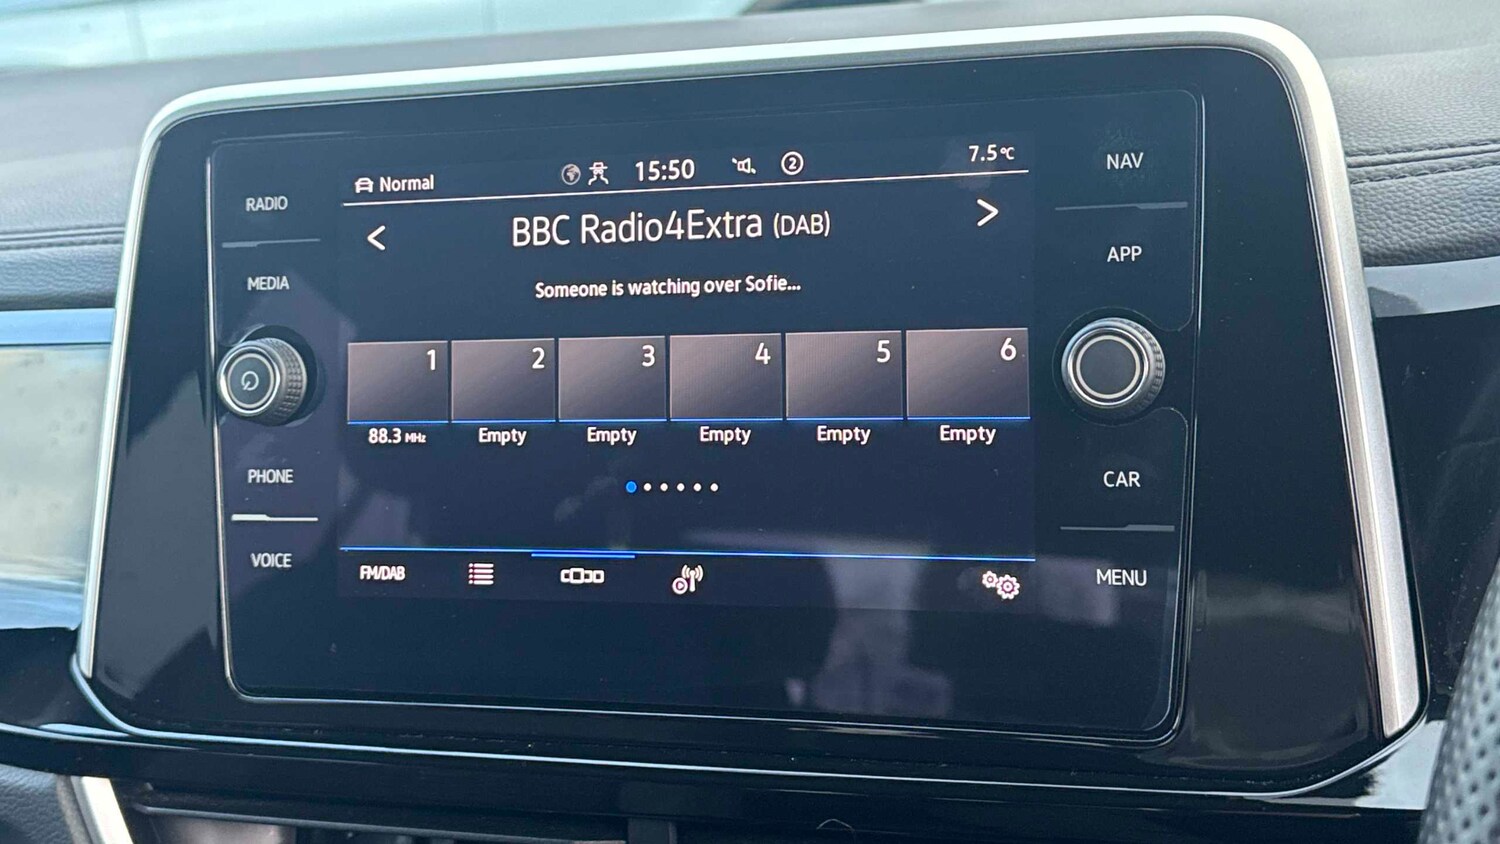 RADIO
MEDIA
PHONE
VOICE
Normal
15:50
2
7.5°C
BBC Radio4Extra (DAB)
Someone is watching over Sofie...
1
2
3
4
5
6
88.3 MHz
Empty
Empty
Empty
Empty
Empty
FM/DAB
NAV
APP
CAR
MENU